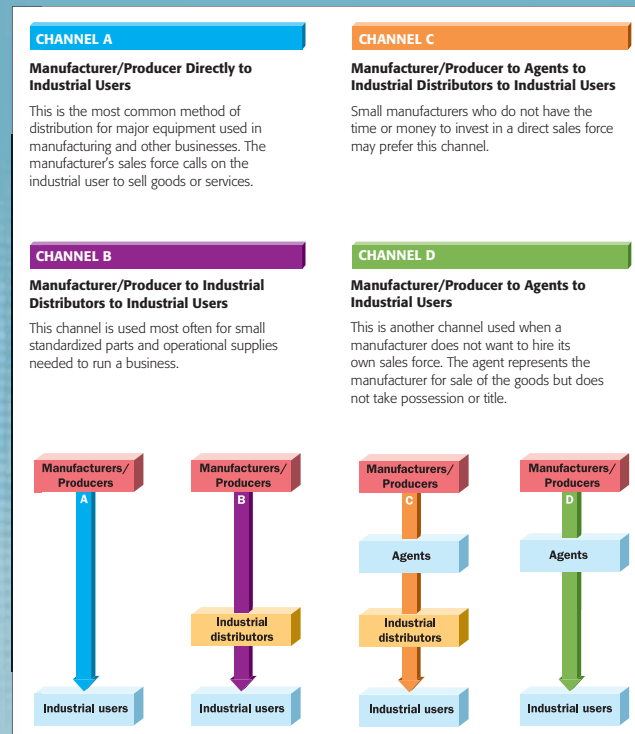 CHANNEL A
Manufacturer/Producer Directly to
Industrial Users
This is the most common method of
distribution for major equipment used in
manufacturing and other businesses. The
manufacturer's sales force calls on the
industrial user to sell goods or services.
CHANNEL C
Manufacturer/Producer to Agents to
Industrial Distributors to Industrial Users
Small manufacturers who do not have the
time or money to invest in a direct sales force
may prefer this channel.
CHANNEL B
Manufacturer/Producer to Industrial
Distributors to Industrial Users
This channel is used most often for small
standardized parts and operational supplies
needed to run a business.
CHANNEL D
Manufacturer/Producer to Agents to
Industrial Users
This is another channel used when a
manufacturer does not want to hire its
own sales force. The agent represents the
manufacturer for sale of the goods but does
not take possession or title.
Manufacturers/
Producers
A
Industrial users
Manufacturers/
Producers
B
Industrial
distributors
Industrial users
Manufacturers/
Producers
C
Agents
Industrial
distributors
Industrial users
Manufacturers/
Producers
D
Agents
Industrial users